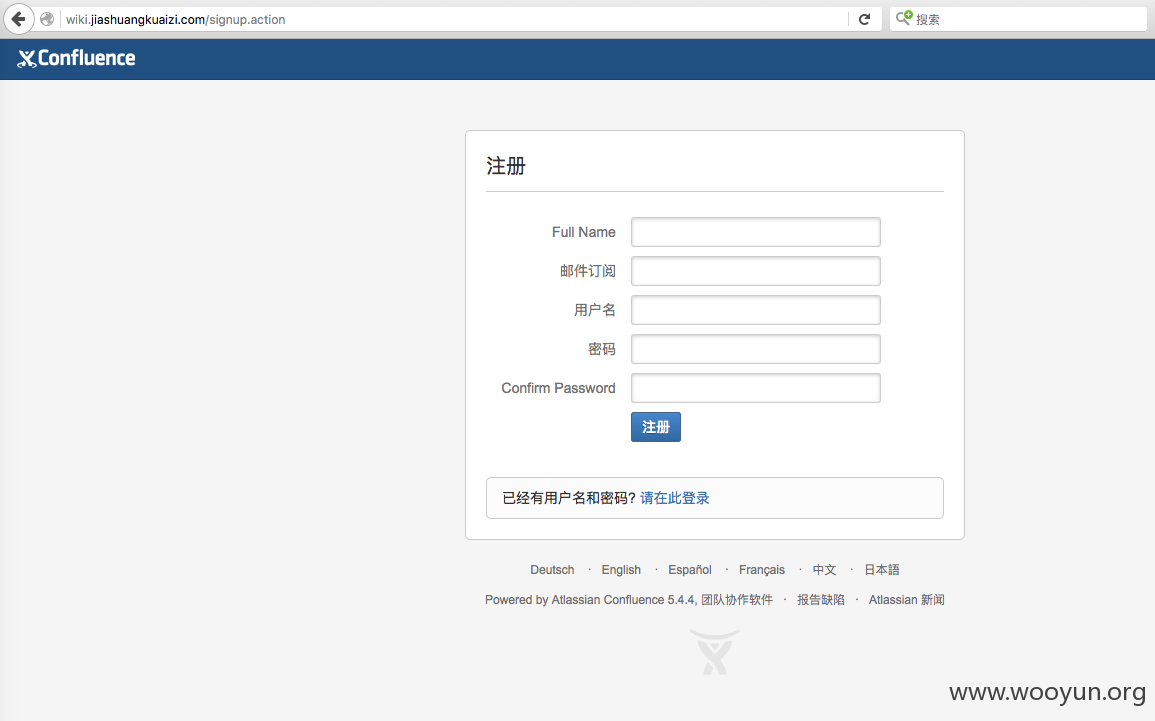 wiki.jiashuangkuaizi.com/signup.action
搜索
Confluence
注册
Full Name
邮件订阅
用户名
密码
Confirm Password
注册
已经有用户名和密码? 请在此登录
Deutsch · English · Español · Français · 中文 · 日本語
Powered by Atlassian Confluence 5.4.4, 团队协作软件 · 报告缺陷 · Atlassian 新闻
www.wooyun.org